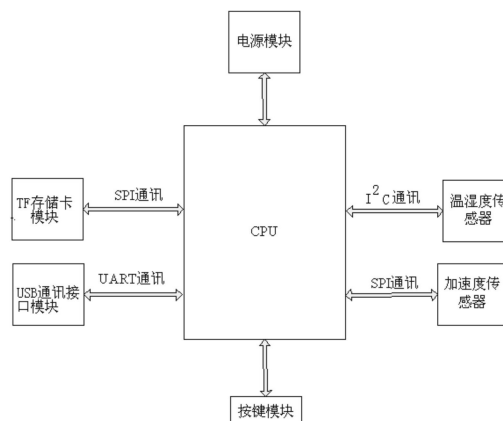 电源模块
TF存储卡
模块
SPI通讯
CPU
I²C通讯
温湿度传
感器
USB通讯接
口模块
UART通讯
SPI通讯
加速度传
感器
按键模块